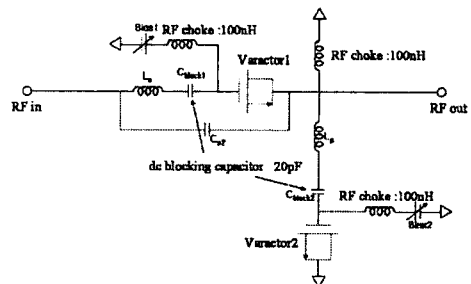 Bias1
RF choke :100nH
Varactor1
RF choke :100nH
Ls
Cblock1
RF in
RF out
Lp
dc blocking capacitor 20pF
Cblock2
RF choke :100nH
Bias2
Varactor2